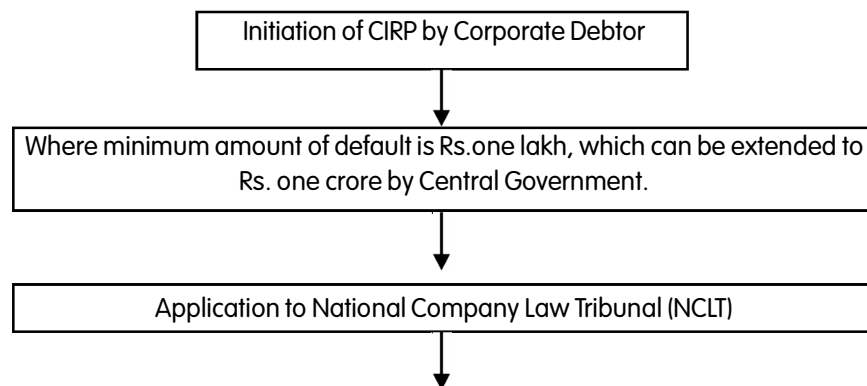 Initiation of CIRP by Corporate Debtor
Where minimum amount of default is Rs.one lakh, which can be extended to
Rs. one crore by Central Government.
Application to National Company Law Tribunal (NCLT)